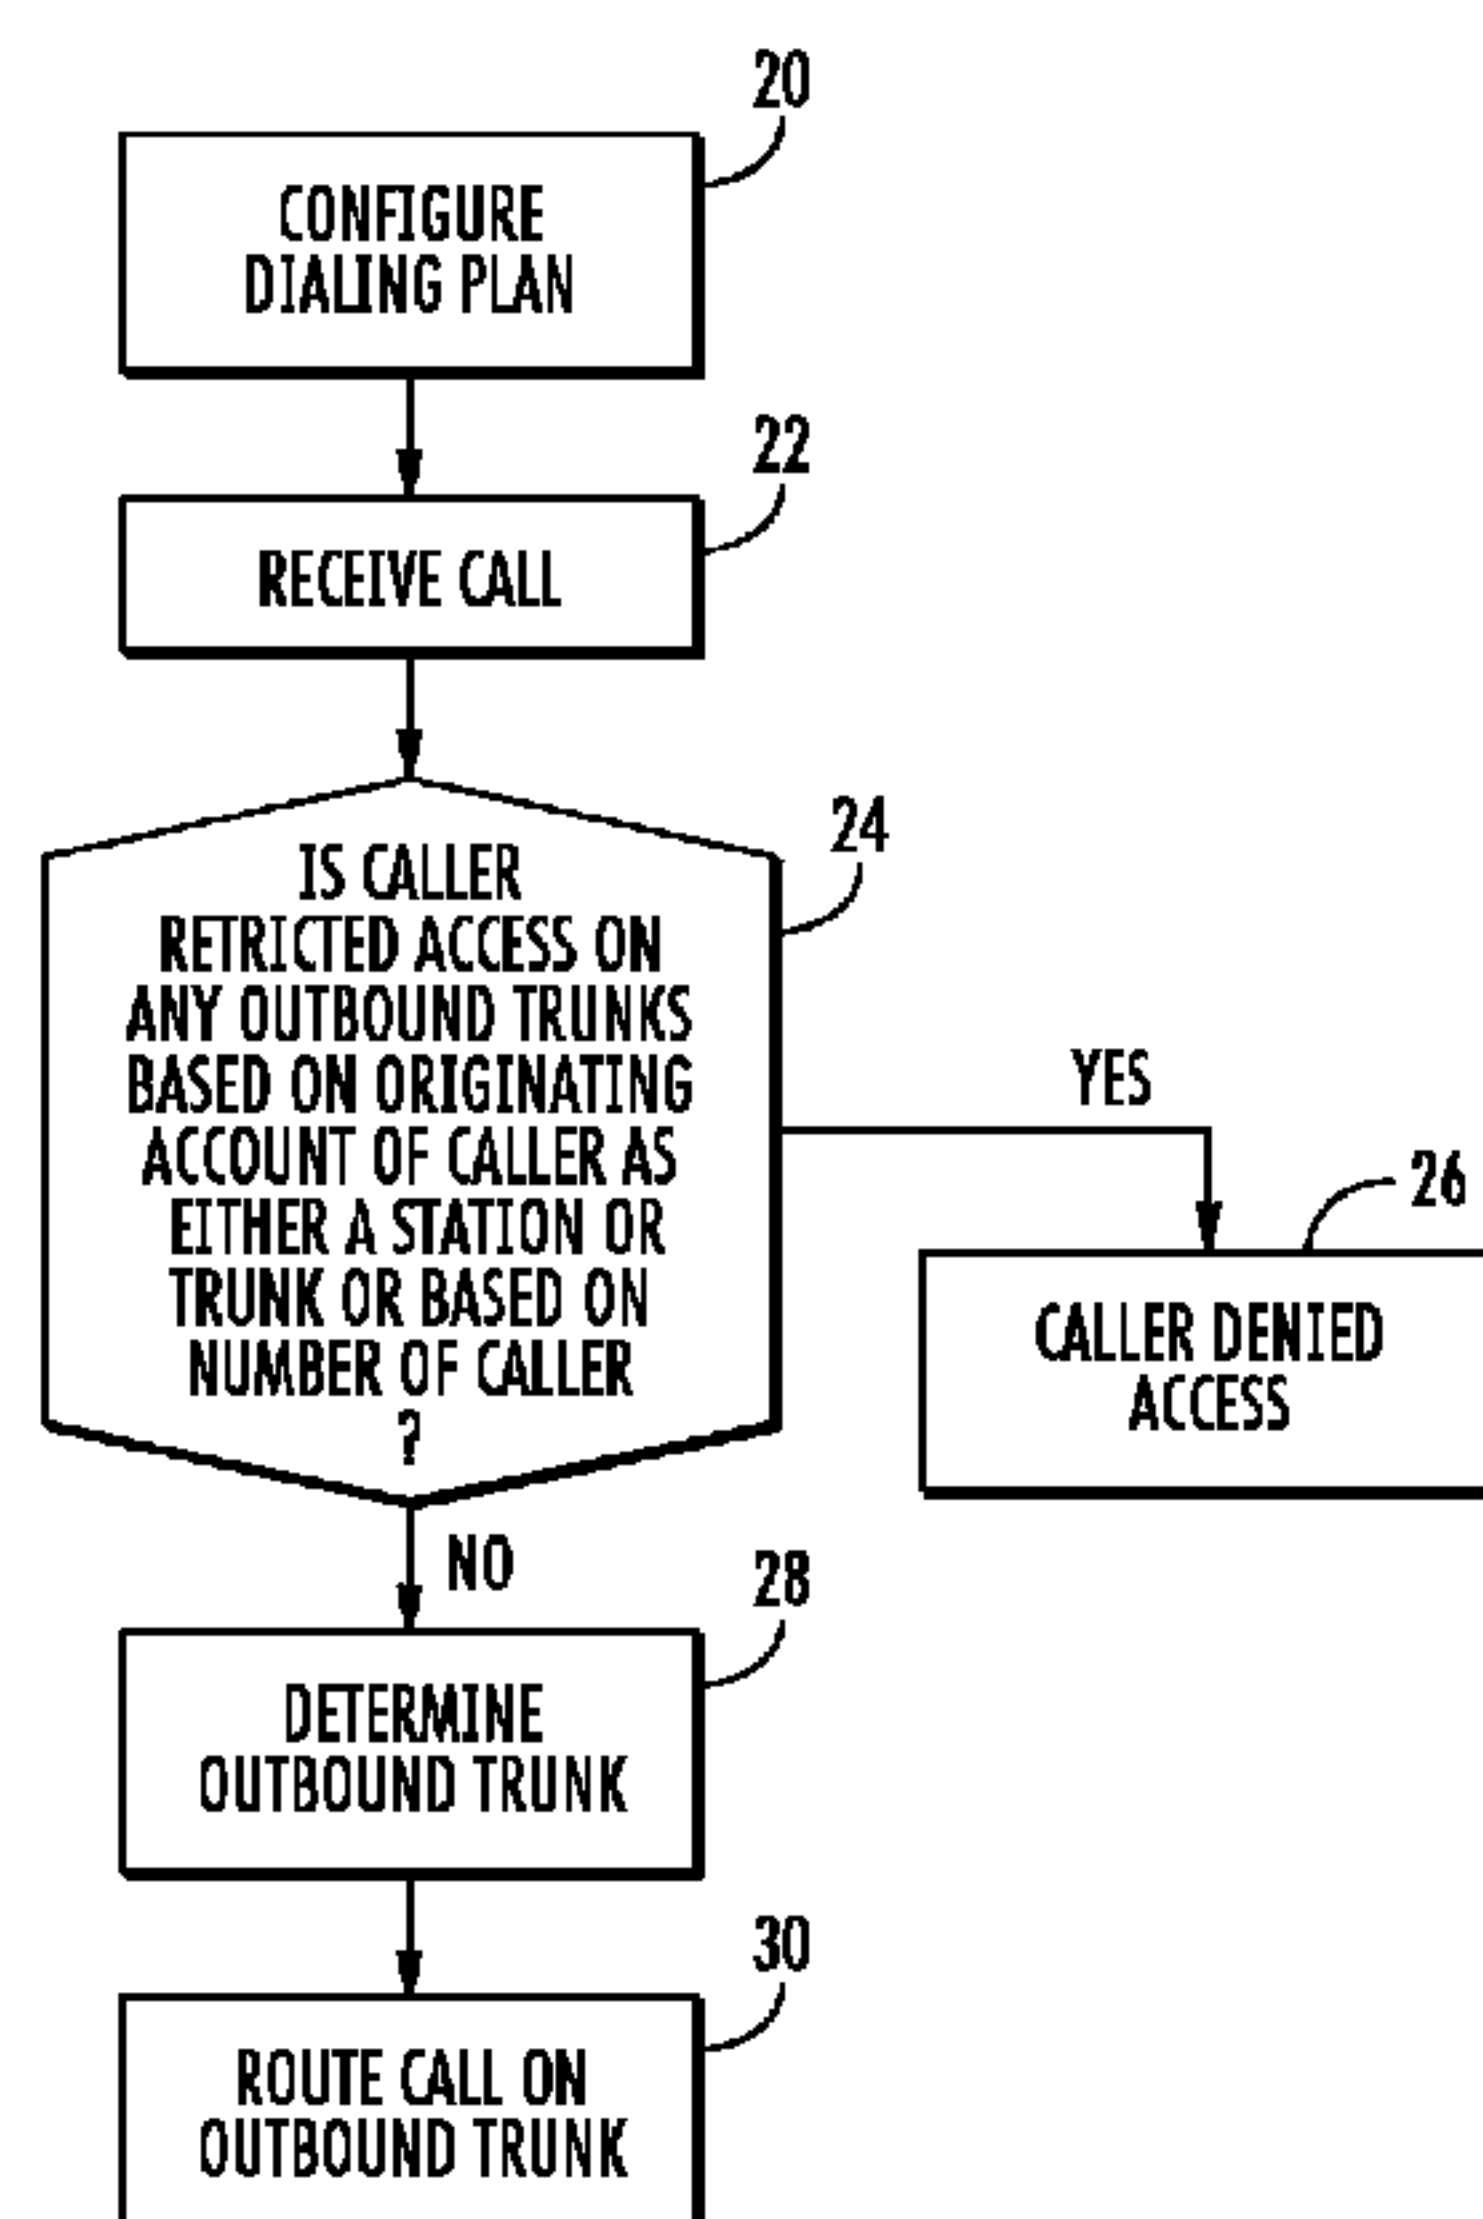 20
CONFIGURE
DIALING PLAN
22
RECEIVE CALL
24
IS CALLER
RETRICTED ACCESS ON
ANY OUTBOUND TRUNKS
BASED ON ORIGINATING
ACCOUNT OF CALLER AS
EITHER A STATION OR
TRUNK OR BASED ON
NUMBER OF CALLER
?
YES
26
CALLER DENIED
ACCESS
NO
28
DETERMINE
OUTBOUND TRUNK
30
ROUTE CALL ON
OUTBOUND TRUNK